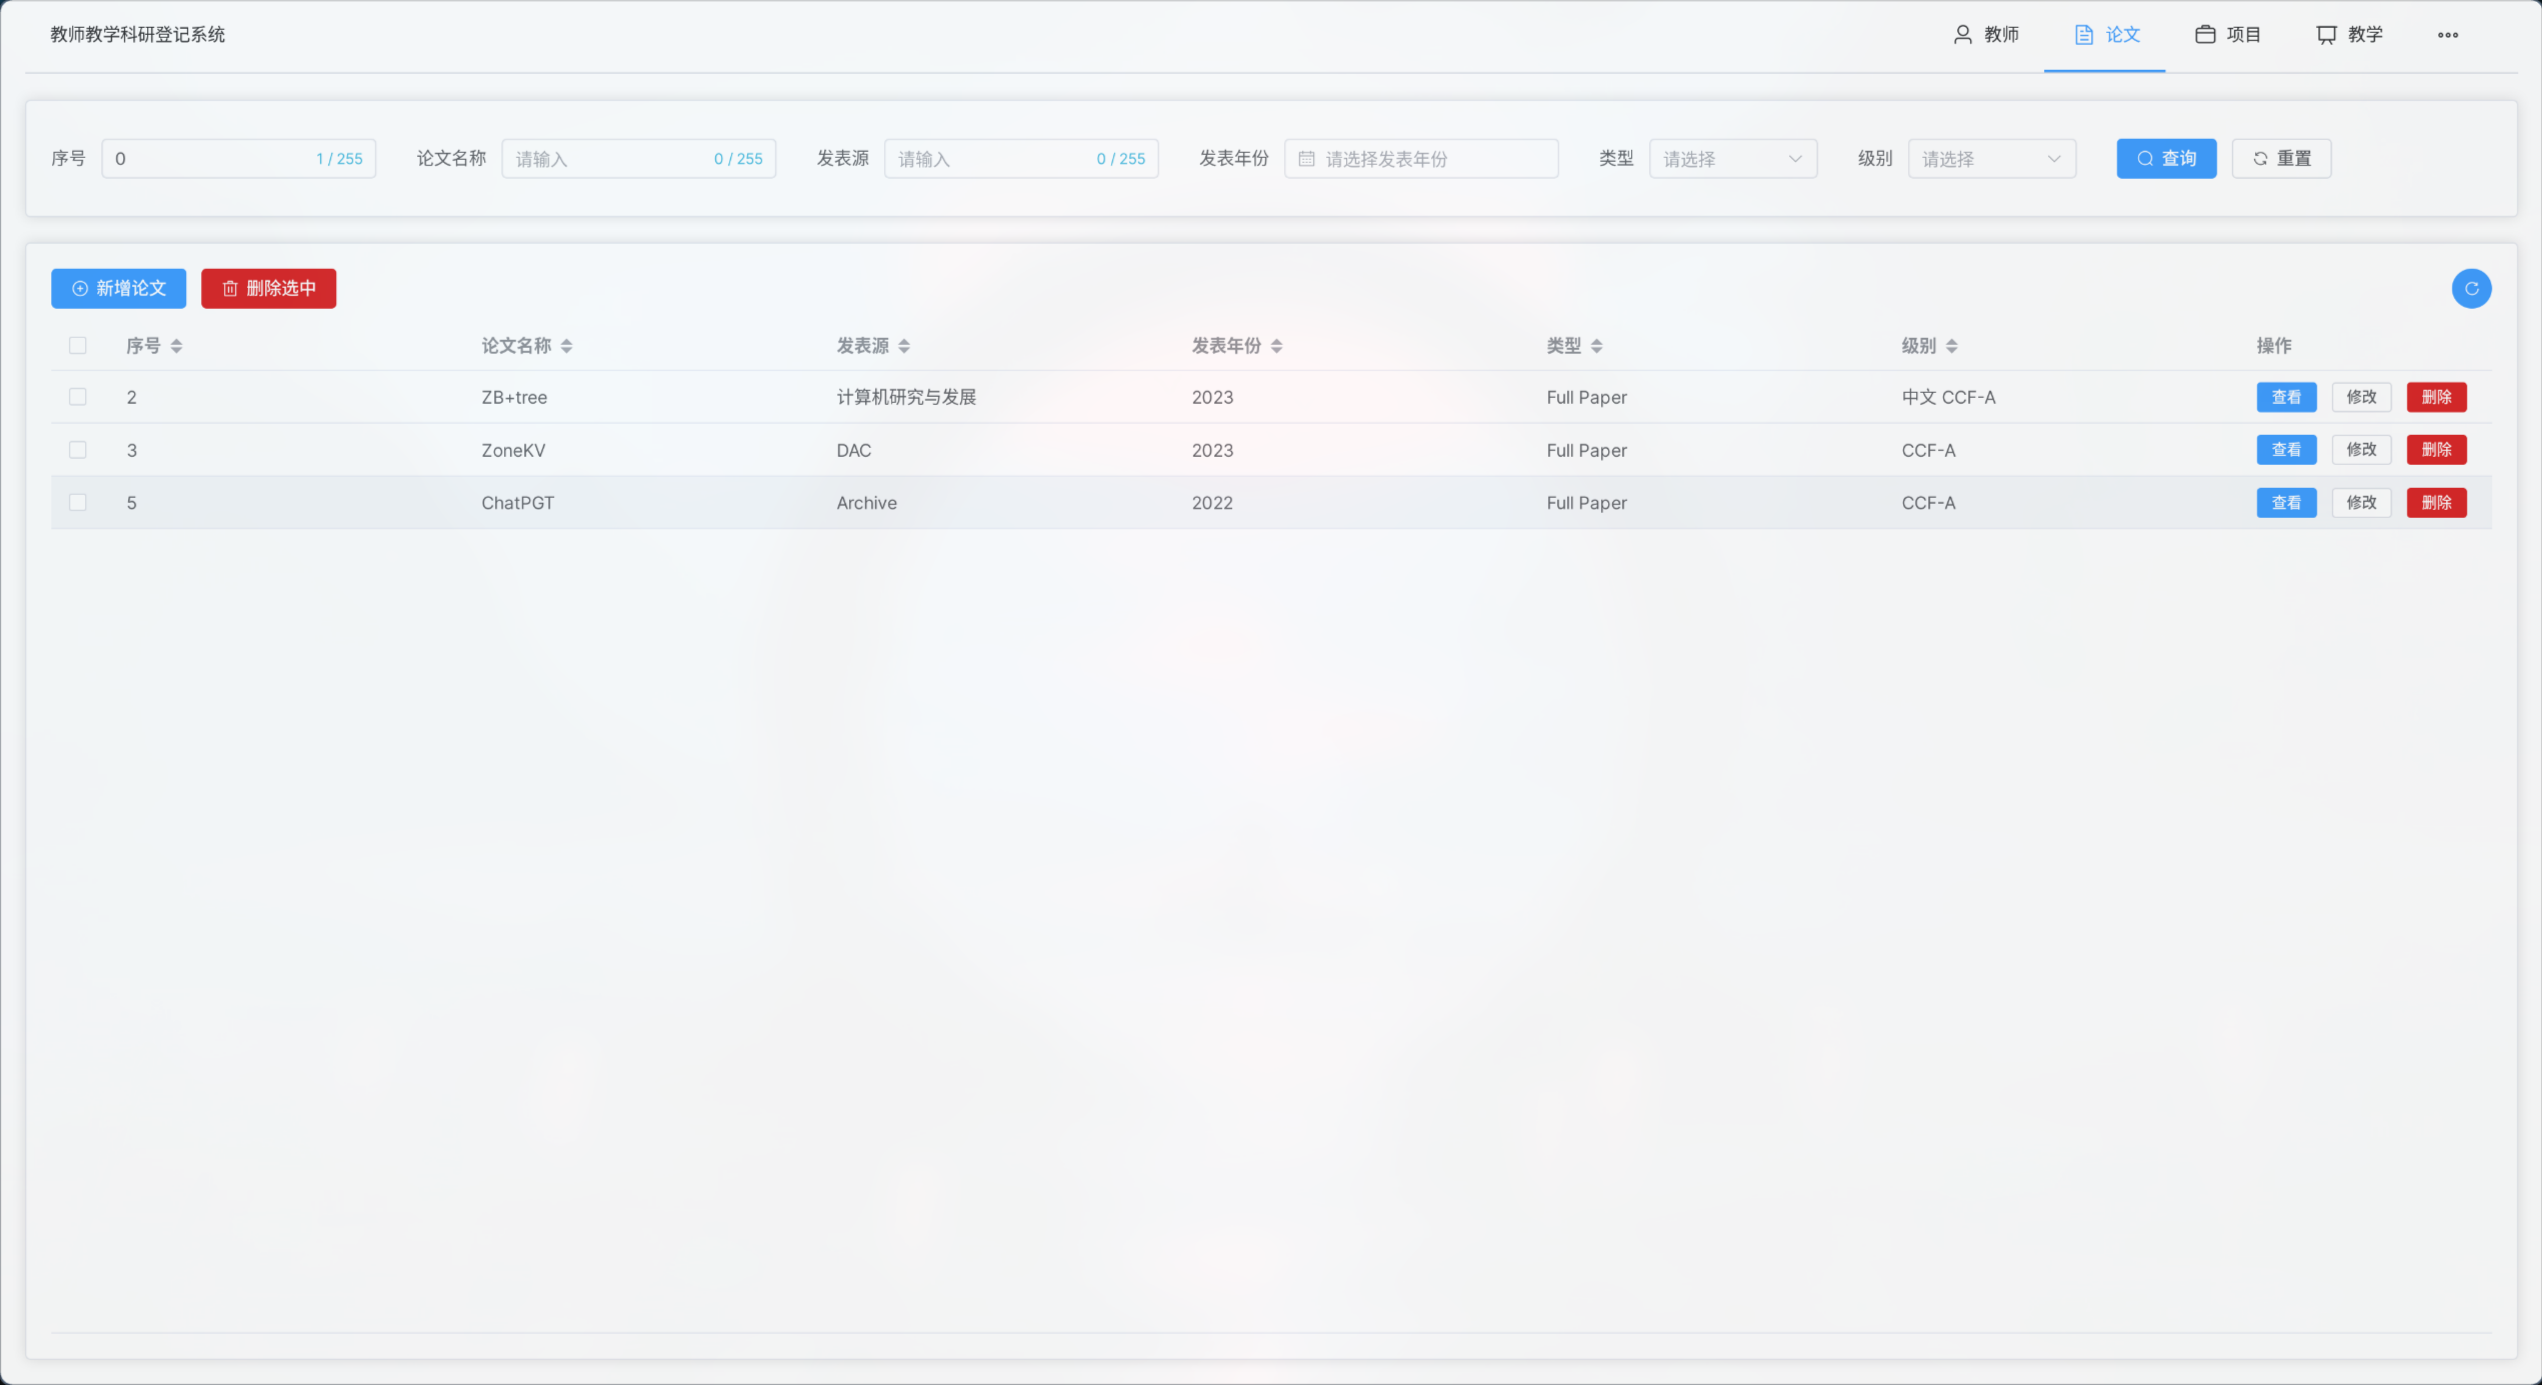 教师教学科研登记系统 教师 论文 项目 教学
序号 0 1 / 255 论文名称 请输入 0 / 255 发表源 请输入 0 / 255 发表年份 请选择发表年份 类型 请选择 级别 请选择 查询 重置
新增论文 删除选中
序号 论文名称 发表源 发表年份 类型 级别 操作
2 ZB+tree 计算机研究与发展 2023 Full Paper 中文 CCF-A 查看 修改 删除
3 ZoneKV DAC 2023 Full Paper CCF-A 查看 修改 删除
5 ChatPGT Archive 2022 Full Paper CCF-A 查看 修改 删除